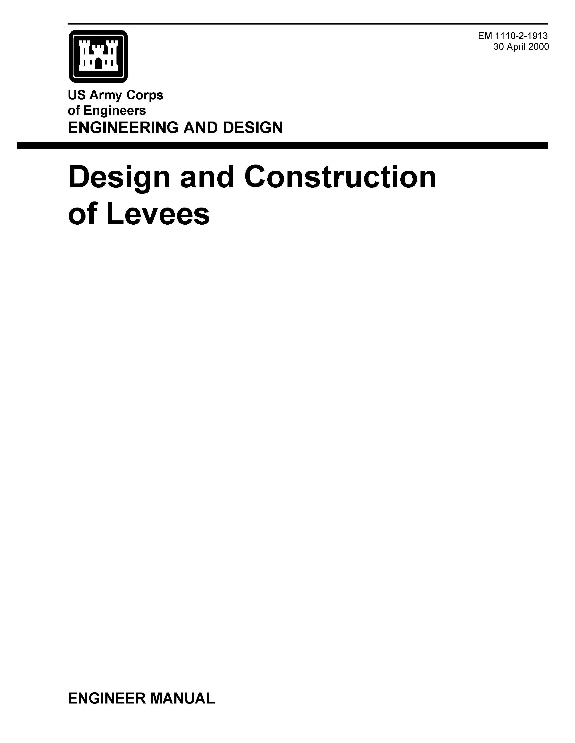 EM 1110-2-1913
30 April 2000
US Army Corps
of Engineers
ENGINEERING AND DESIGN
Design and Construction
of Levees
ENGINEER MANUAL